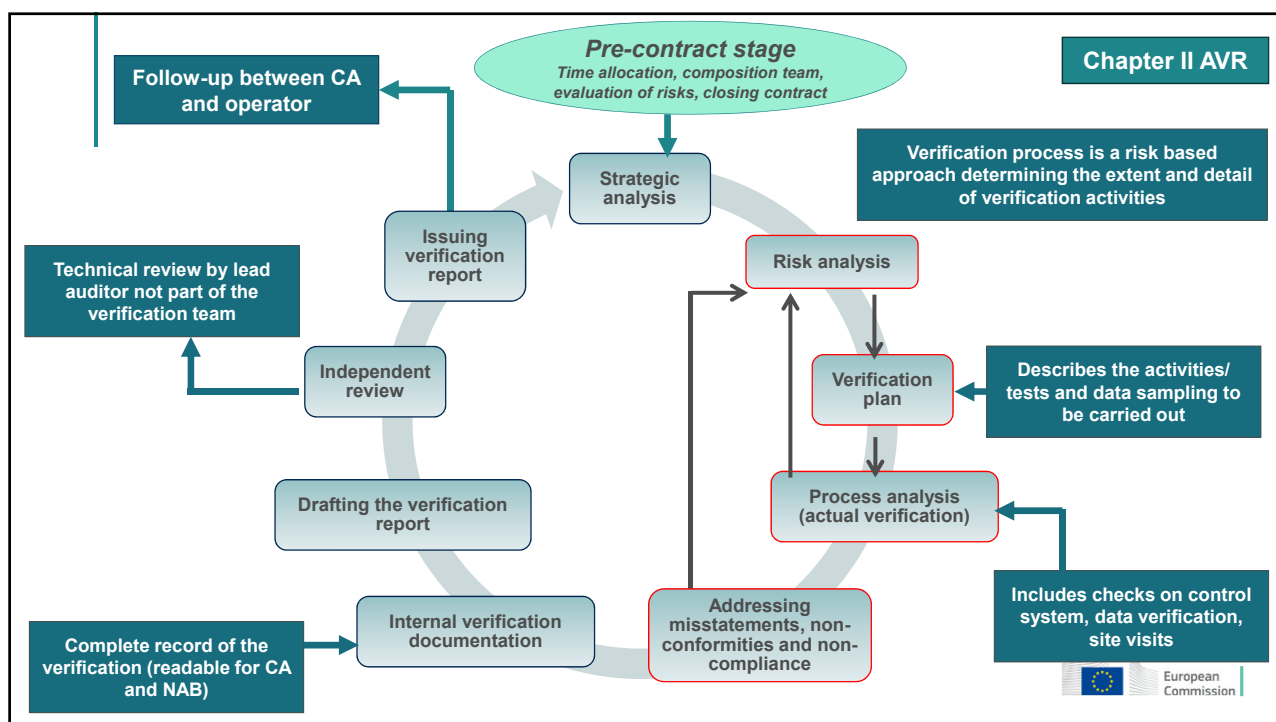 Pre-contract stage
Time allocation, composition team,
evaluation of risks, closing contract
Chapter II AVR
Follow-up between CA
and operator
Verification process is a risk based
approach determining the extent and detail
of verification activities
Strategic
analysis
Issuing
verification
report
Risk analysis
Technical review by lead
auditor not part of the
verification team
Independent
review
Verification
plan
Describes the activities/
tests and data sampling to
be carried out
Drafting the verification
report
Process analysis
(actual verification)
Internal verification
documentation
Addressing
misstatements, non-
conformities and non-
compliance
Includes checks on control
system, data verification,
site visits
Complete record of the
verification (readable for CA
and NAB)
European
Commission